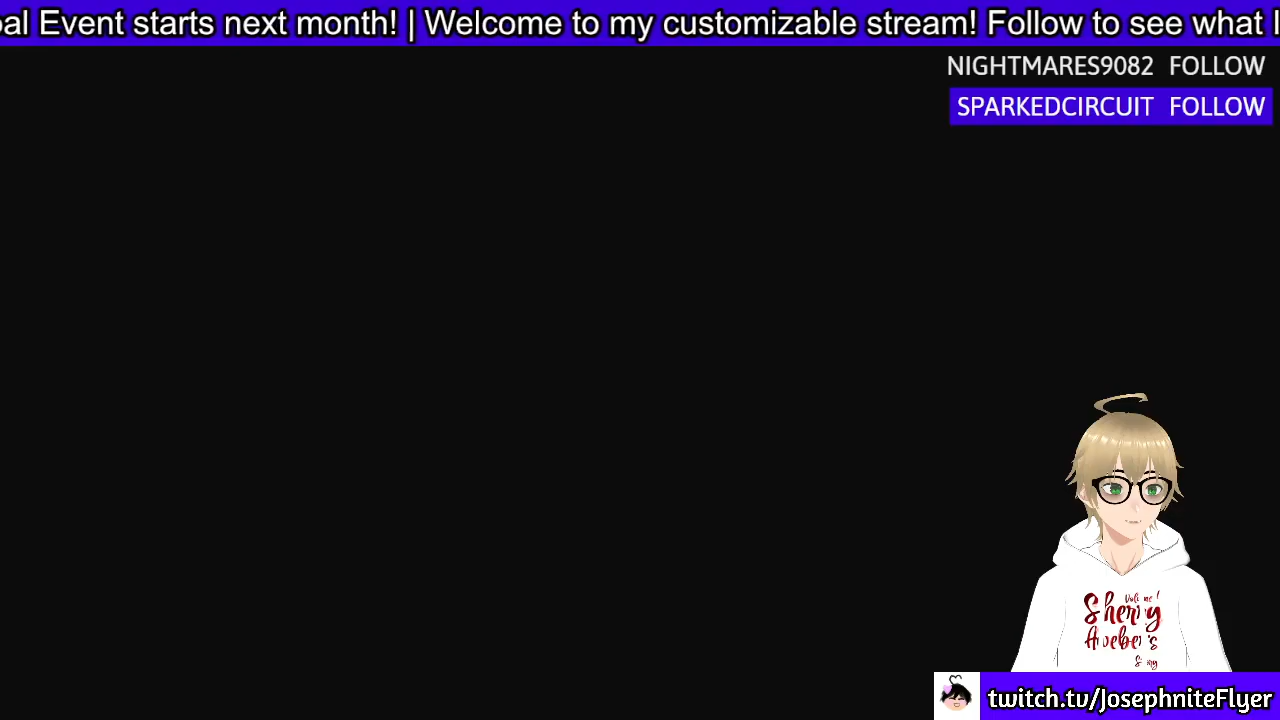 al Event starts next month! | Welcome to my customizable stream! Follow to see what I
NIGHTMARES9082 FOLLOW
SPARKEDCIRCUIT FOLLOW
Sherry
twitch.tv/JosephniteFlyer